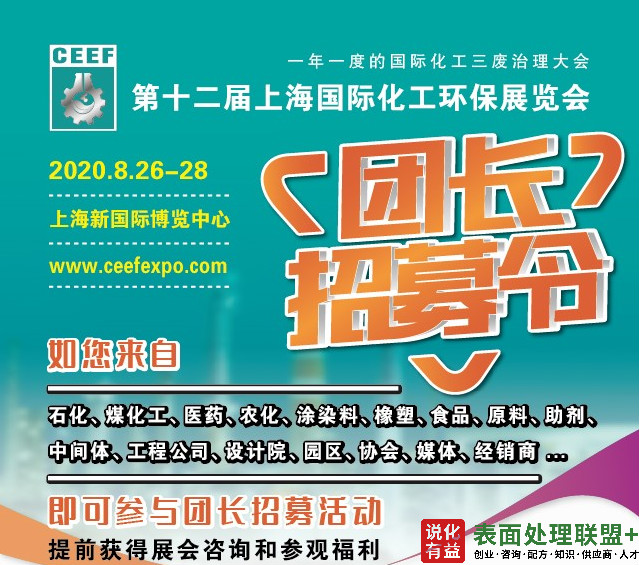 CEEF
一年一度的国际化工三废治理大会
第十二届上海国际化工环保展览会
2020.8.26-28
上海新国际博览中心
www.ceefexpo.com
团长
招募令
如您来自
石化、煤化工、医药、农化、涂染料、橡塑、食品、原料、助剂、
中间体、工程公司、设计院、园区、协会、媒体、经销商 ...
即可参与团长招募活动
提前获得展会咨询和参观福利
说化有益
表面处理联盟+
创业·咨询·配方·知识·供应商·人才